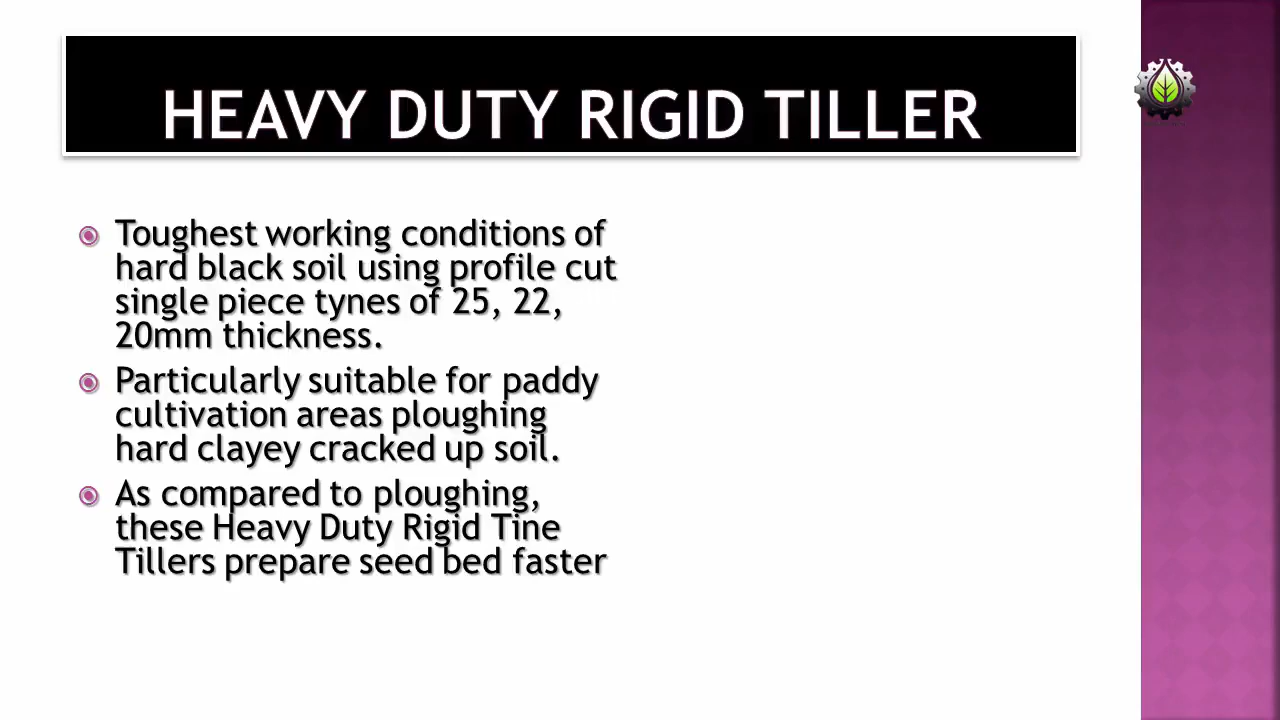 HEAVY DUTY RIGID TILLER
Toughest working conditions of
hard black soil using profile cut
single piece tynes of 25, 22,
20mm thickness.
Particularly suitable for paddy
cultivation areas ploughing
hard clayey cracked up soil.
As compared to ploughing,
these Heavy Duty Rigid Tine
Tillers prepare seed bed faster